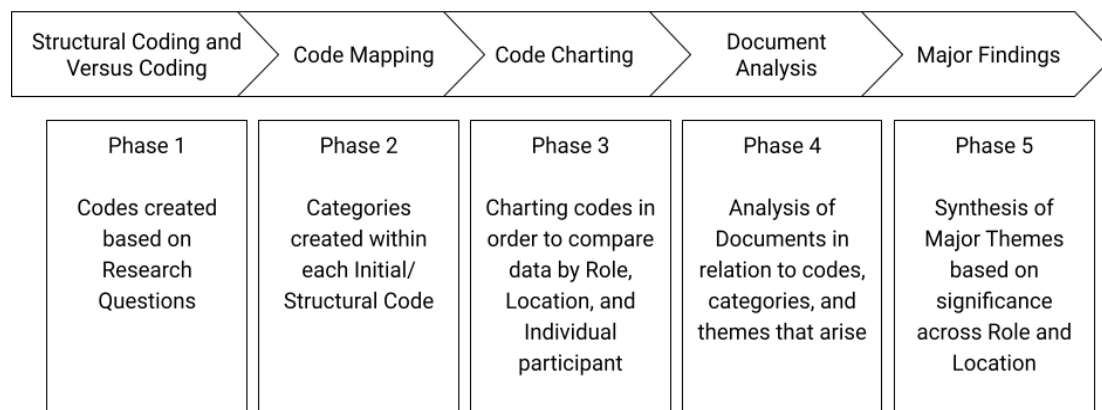 Structural Coding and
Versus Coding
Code Mapping
Code Charting
Document
Analysis
Major Findings
Phase 1
Codes created
based on
Research
Questions
Phase 2
Categories
created within
each Initial/
Structural Code
Phase 3
Charting codes in
order to compare
data by Role,
Location, and
Individual
participant
Phase 4
Analysis of
Documents in
relation to codes,
categories, and
themes that arise
Phase 5
Synthesis of
Major Themes
based on
significance
across Role and
Location